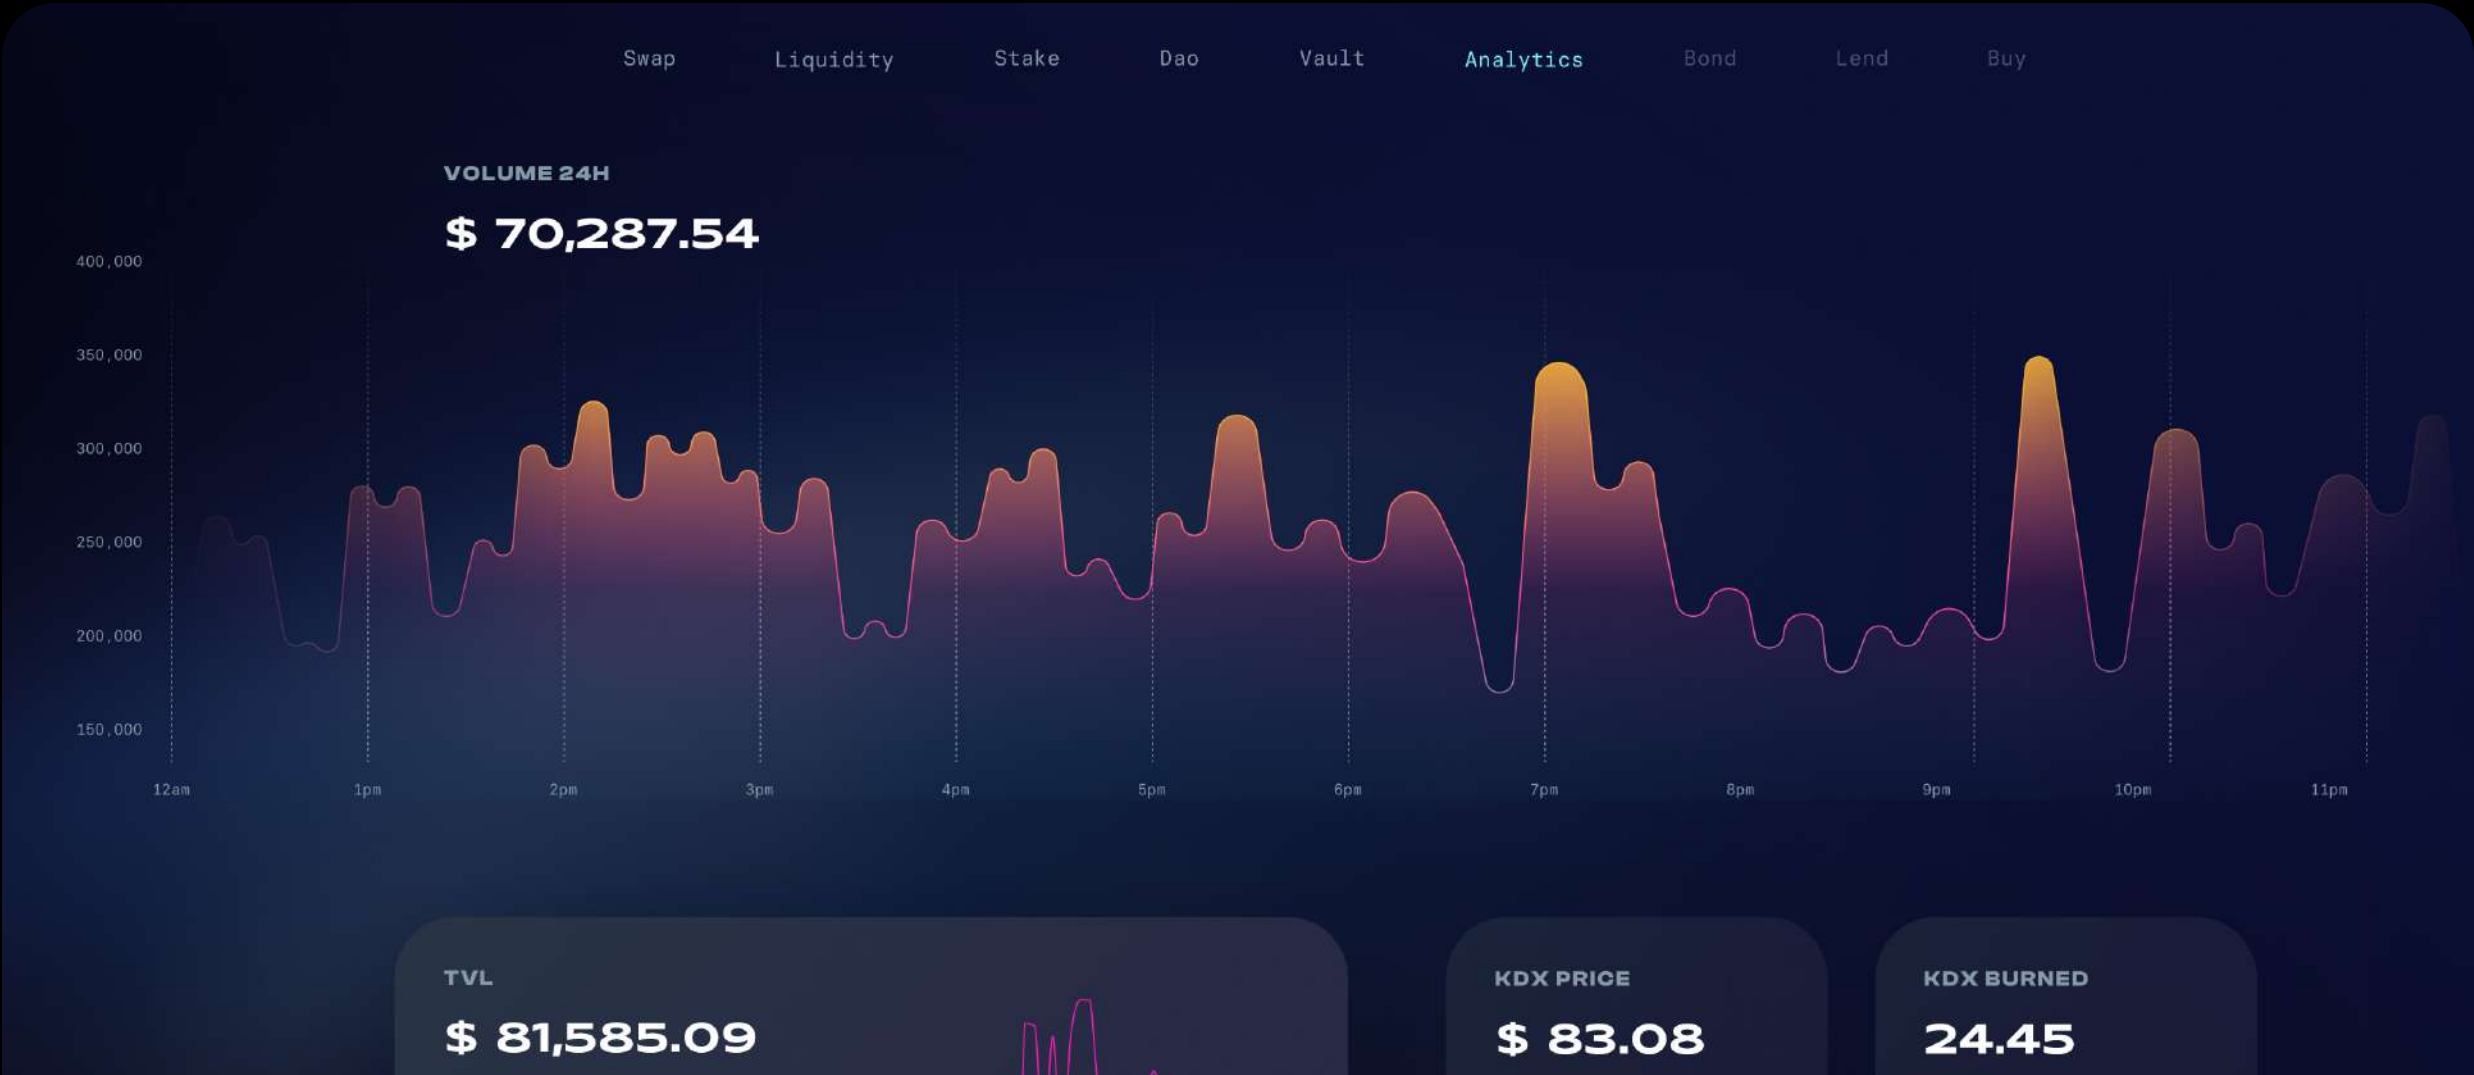 Swap Liquidity Stake Dao Vault Analytics Bond Lend Buy
VOLUME 24H
$ 70,287.54
400,000
350,000
300,000
250,000
200,000
150,000
12am 1pm 2pm 3pm 4pm 5pm 6pm 7pm 8pm 9pm 10pm 11pm
TVL
$ 81,585.09
KDX PRICE
$ 83.08
KDX BURNED
24.45